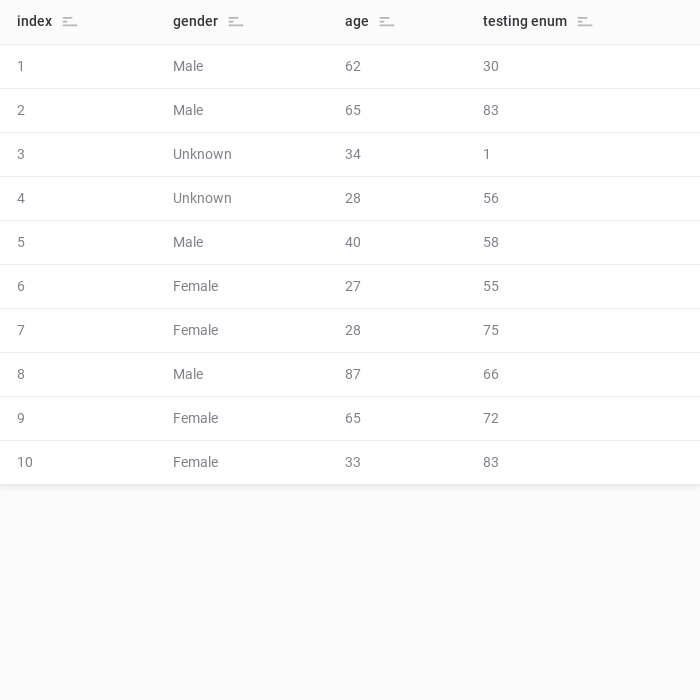 index gender age testing enum
1 Male 62 30
2 Male 65 83
3 Unknown 34 1
4 Unknown 28 56
5 Male 40 58
6 Female 27 55
7 Female 28 75
8 Male 87 66
9 Female 65 72
10 Female 33 83